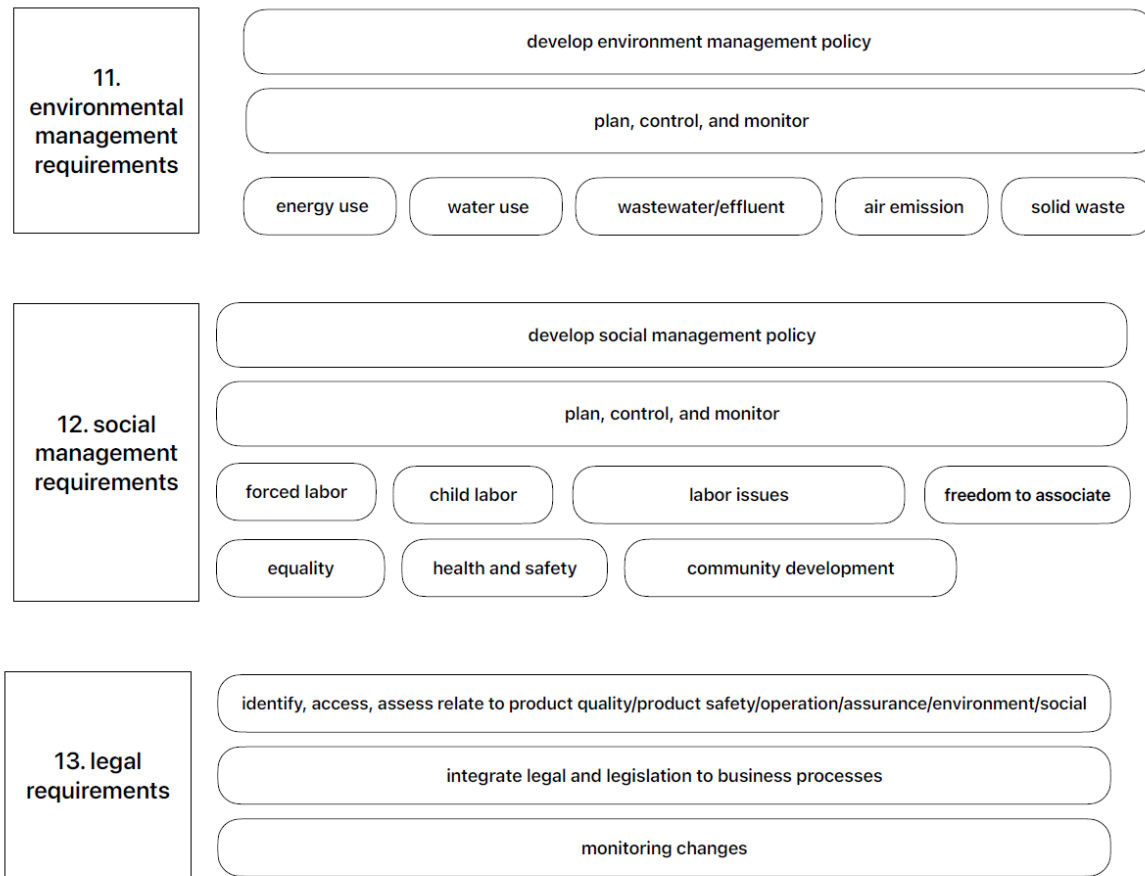 11.
environmental
management
requirements
develop environment management policy
plan, control, and monitor
energy use
water use
wastewater/effluent
air emission
solid waste
12. social
management
requirements
develop social management policy
plan, control, and monitor
forced labor
child labor
labor issues
freedom to associate
equality
health and safety
community development
13. legal
requirements
identify, access, assess relate to product quality/product safety/operation/assurance/environment/social
integrate legal and legislation to business processes
monitoring changes